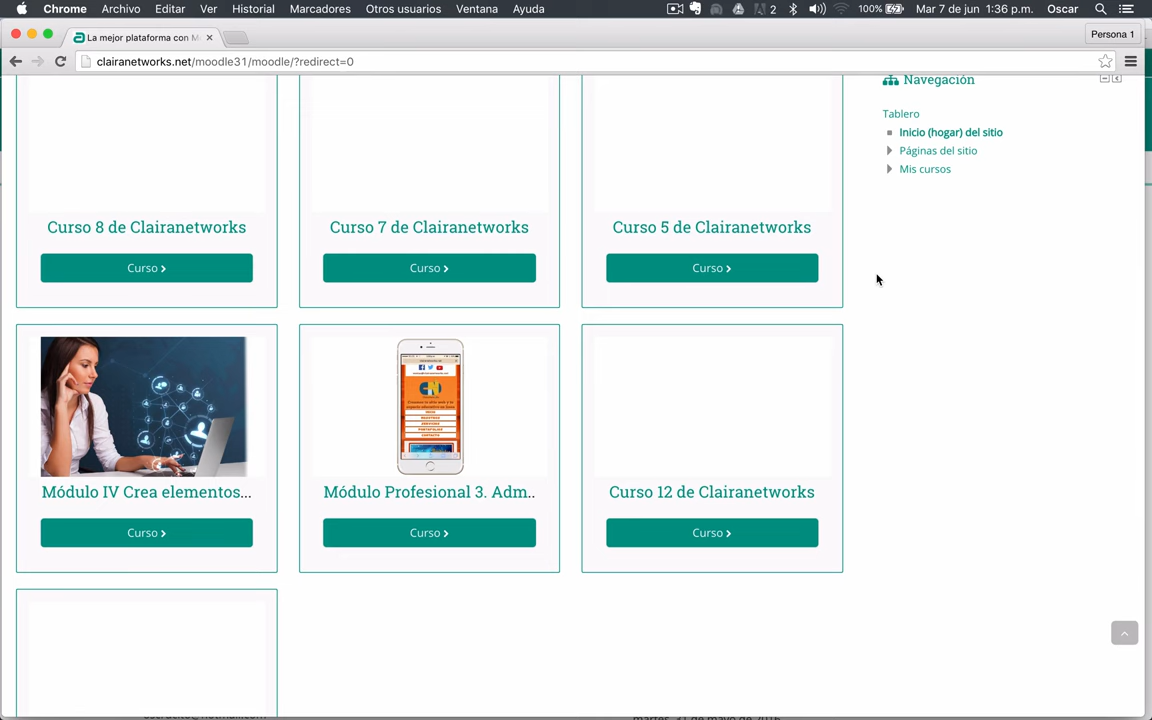 Chrome Archivo Editar Ver Historial Marcadores Otros usuarios Ventana Ayuda
2 100% Mar 7 de jun 1:36 p.m. Oscar
La mejor plataforma con M
Persona 1
clairanetworks.net/moodle31/moodle/?redirect=0
Navegación
Tablero
Inicio (hogar) del sitio
Páginas del sitio
Mis cursos
Curso 8 de Clairanetworks
Curso 7 de Clairanetworks
Curso 5 de Clairanetworks
Curso
Curso
Curso
Módulo IV Crea elementos...
Módulo Profesional 3. Adm..
Curso 12 de Clairanetworks
Curso
Curso
Curso